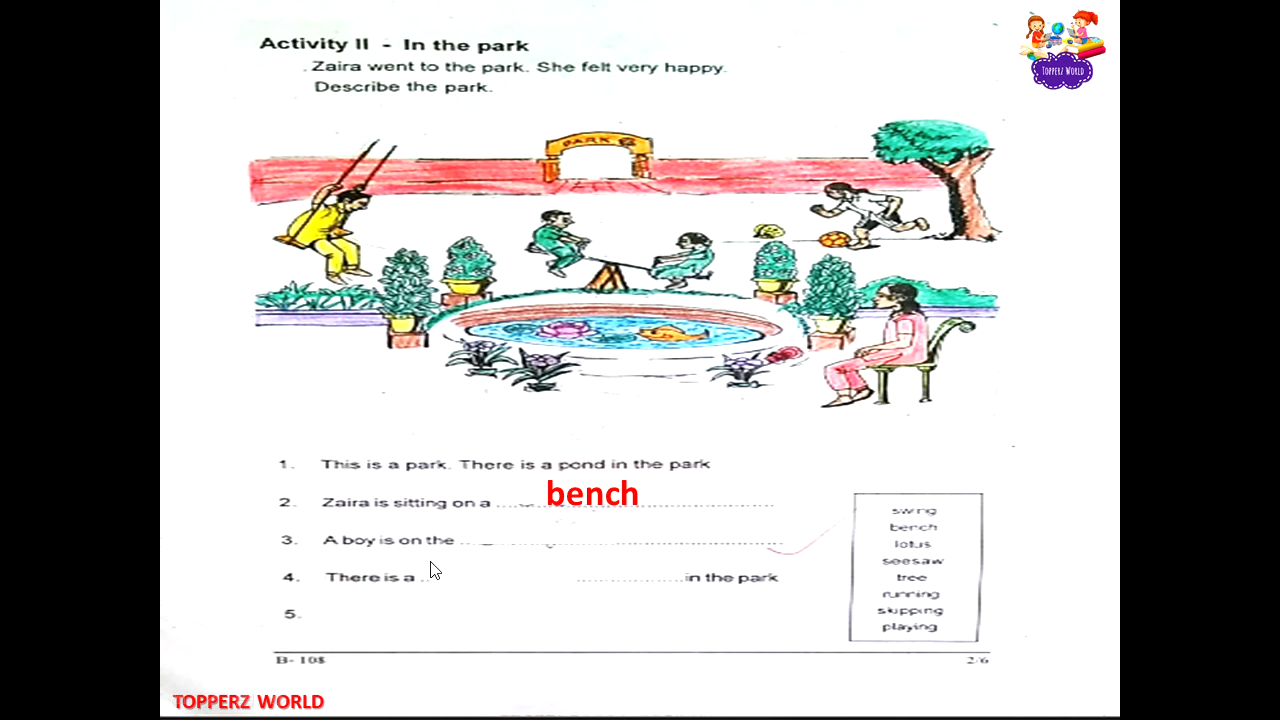 Activity II - In the park
Zaira went to the park. She felt very happy.
Describe the park.
TOPPERZ WORLD
PARK
1. This is a park. There is a pond in the park
2. Zaira is sitting on a ........ bench ........
3. A boy is on the ........
4. There is a .. ........ in the park
5.
swing
bench
lotus
seesaw
tree
running
skipping
playing
B- 108
2/6
TOPPERZ WORLD